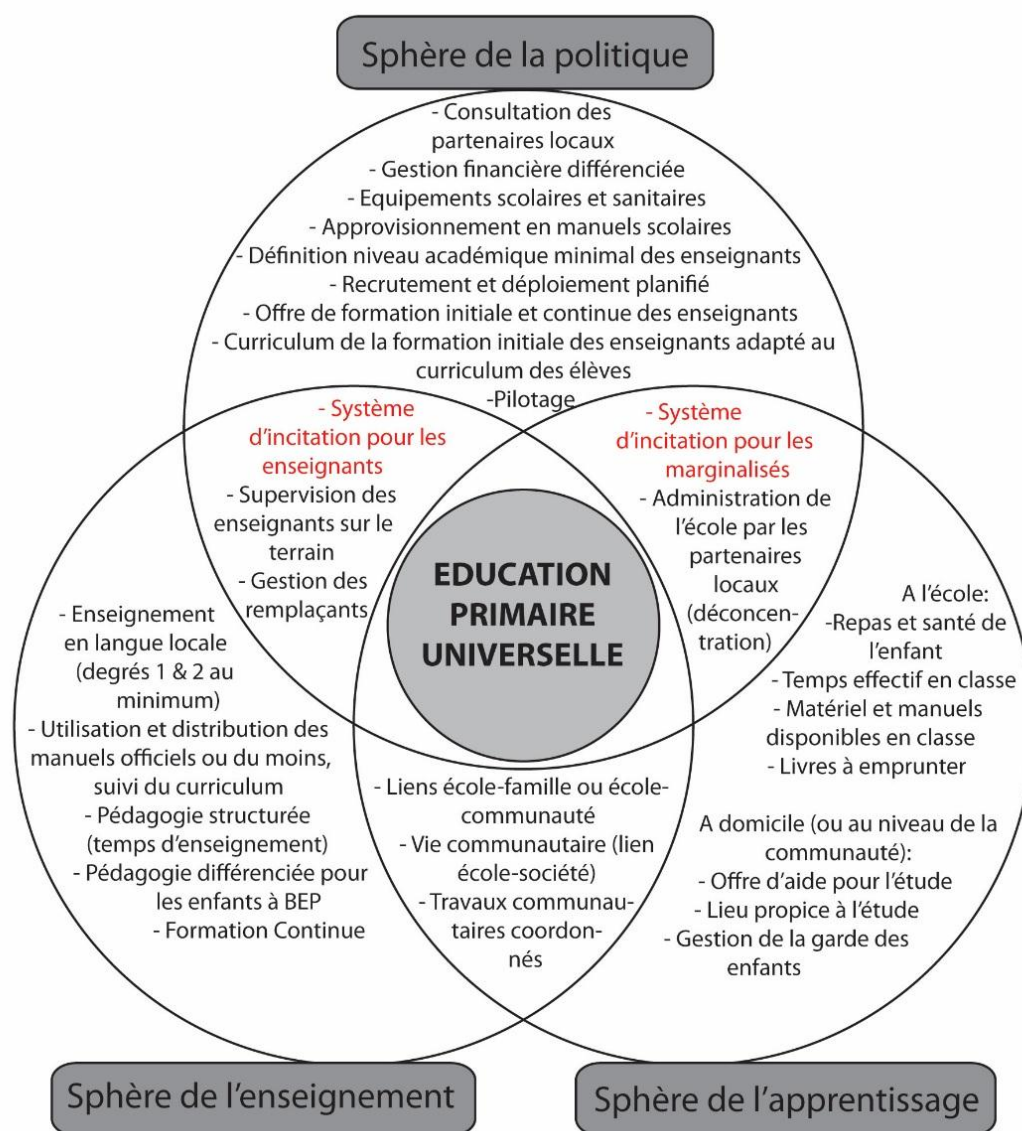 Sphère de la politique
- Consultation des
partenaires locaux
- Gestion financière différenciée
- Equipements scolaires et sanitaires
- Approvisionnement en manuels scolaires
- Définition niveau académique minimal des enseignants
- Recrutement et déploiement planifié
- Offre de formation initiale et continue des enseignants
- Curriculum de la formation initiale des enseignants adapté au
curriculum des élèves
-Pilotage
- Système
d'incitation pour les
enseignants
- Supervision des
enseignants sur le
terrain
- Gestion des
remplaçants
- Système
d'incitation pour les
marginalisés
- Administration de
l'école par les
partenaires
locaux
(déconcen-
tration)
EDUCATION
PRIMAIRE
UNIVERSELLE
- Enseignement
en langue locale
(degrés 1 & 2 au
minimum)
- Utilisation et distribution des
manuels officiels ou du moins,
suivi du curriculum
- Pédagogie structurée
(temps d'enseignement)
- Pédagogie différenciée pour
les enfants à BEP
- Formation Continue
- Liens école-famille ou école-
communauté
- Vie communautaire (lien
école-société)
- Travaux communau-
taires coordon-
nés
A l'école:
-Repas et santé de
l'enfant
- Temps effectif en classe
- Matériel et manuels
disponibles en classe
- Livres à emprunter
A domicile (ou au niveau de la
communauté):
- Offre d'aide pour l'étude
- Lieu propice à l'étude
- Gestion de la garde des
enfants
Sphère de l'enseignement
Sphère de l'apprentissage